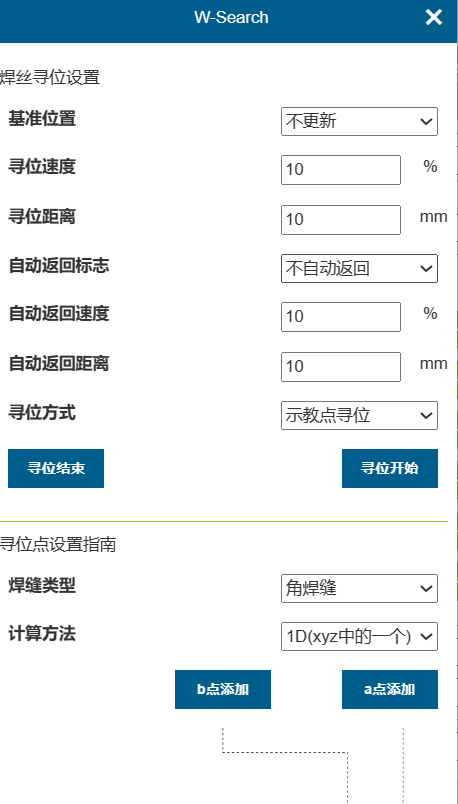 W-Search
焊丝寻位设置
基准位置 不更新
寻位速度 10 %
寻位距离 10 mm
自动返回标志 不自动返回
自动返回速度 10 %
自动返回距离 10 mm
寻位方式 示教点寻位
寻位结束 寻位开始
寻位点设置指南
焊缝类型 角焊缝
计算方法 1D(xyz中的一个)
b点添加 a点添加